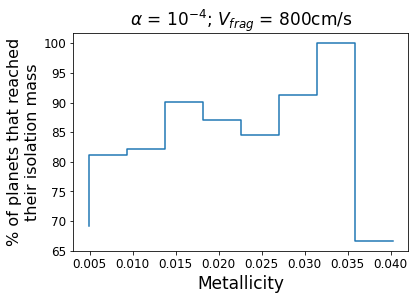 α = 10⁻⁴; V_frag = 800cm/s
% of planets that reached
their isolation mass
100
95
90
85
80
75
70
65
0.005 0.010 0.015 0.020 0.025 0.030 0.035 0.040
Metallicity